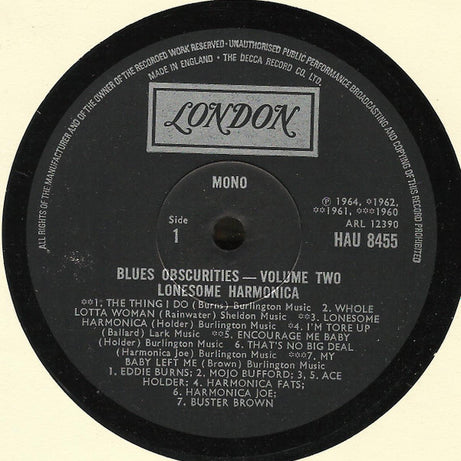 ALL RIGHTS OF THE MANUFACTURER AND OF THE OWNER OF THE RECORDED WORK RESERVED · UNAUTHORISED PUBLIC PERFORMANCE BROADCASTING AND COPYING OF THIS RECORD PROHIBITED
MADE IN ENGLAND · THE DECCA RECORD CO. LTD.
LONDON
MONO
Side
1
℗ 1964, ☆1962,
☆☆1961, ☆☆☆1960
ARL 12390
HAU 8455
BLUES OBSCURITIES — VOLUME TWO
LONESOME HARMONICA
☆☆1. THE THING I DO (Burns) Burlington Music 2. WHOLE
LOTTA WOMAN (Rainwater) Sheldon Music ☆☆3. LONESOME
HARMONICA (Holder) Burlington Music ☆4. I'M TORE UP
(Ballard) Lark Music ☆☆5. ENCOURAGE ME BABY
(Holder) Burlington Music 6. THAT'S NO BIG DEAL
(Harmonica Joe) Burlington Music ☆☆☆7. MY
BABY LEFT ME (Brown) Burlington Music
1. EDDIE BURNS; 2. MOJO BUFFORD; 3, 5. ACE
HOLDER; 4. HARMONICA FATS;
6. HARMONICA JOE;
7. BUSTER BROWN